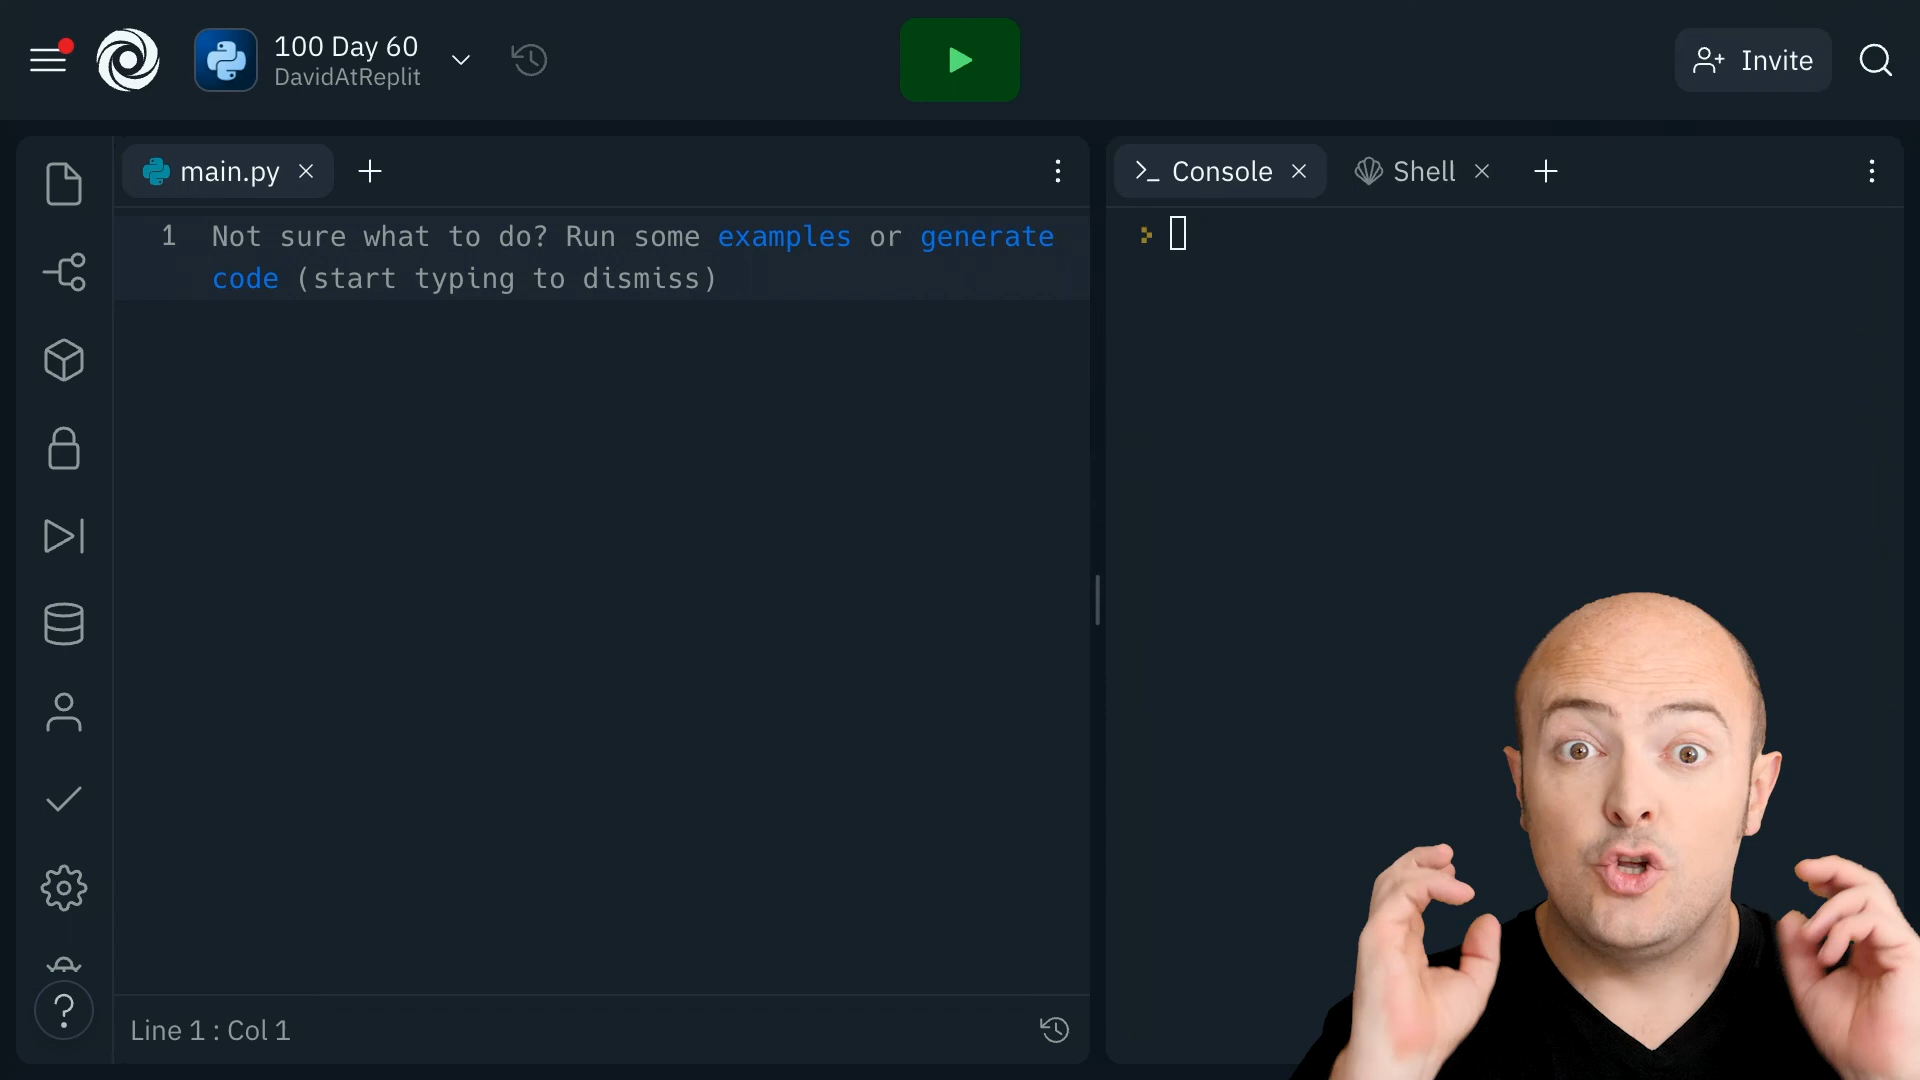 100 Day 60
DavidAtReplit
Invite
main.py
Console
Shell
1
Not sure what to do? Run some examples or generate
code (start typing to dismiss)
Line 1 : Col 1